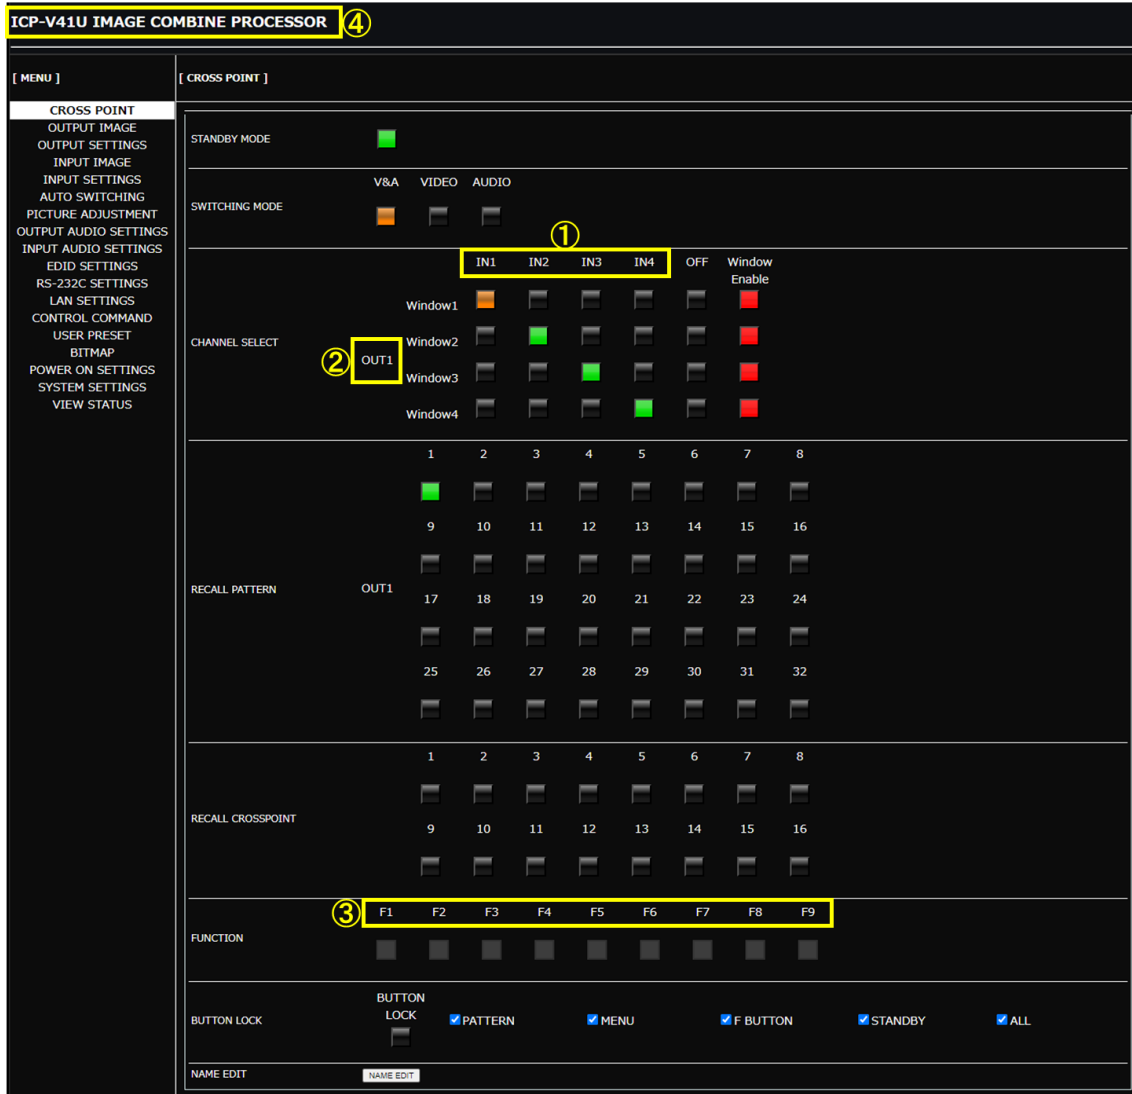 ICP-V41U IMAGE COMBINE PROCESSOR ④
[ MENU ]
[ CROSS POINT ]
CROSS POINT
OUTPUT IMAGE
OUTPUT SETTINGS
INPUT IMAGE
INPUT SETTINGS
AUTO SWITCHING
PICTURE ADJUSTMENT
OUTPUT AUDIO SETTINGS
INPUT AUDIO SETTINGS
EDID SETTINGS
RS-232C SETTINGS
LAN SETTINGS
CONTROL COMMAND
USER PRESET
BITMAP
POWER ON SETTINGS
SYSTEM SETTINGS
VIEW STATUS
STANDBY MODE
V&A VIDEO AUDIO
SWITCHING MODE
①
IN1 IN2 IN3 IN4 OFF Window
Enable
Window1
CHANNEL SELECT
② OUT1
Window2
Window3
Window4
1 2 3 4 5 6 7 8
9 10 11 12 13 14 15 16
RECALL PATTERN OUT1
17 18 19 20 21 22 23 24
25 26 27 28 29 30 31 32
1 2 3 4 5 6 7 8
RECALL CROSSPOINT
9 10 11 12 13 14 15 16
③ F1 F2 F3 F4 F5 F6 F7 F8 F9
FUNCTION
BUTTON
LOCK
BUTTON LOCK PATTERN MENU F BUTTON STANDBY ALL
NAME EDIT NAME EDIT